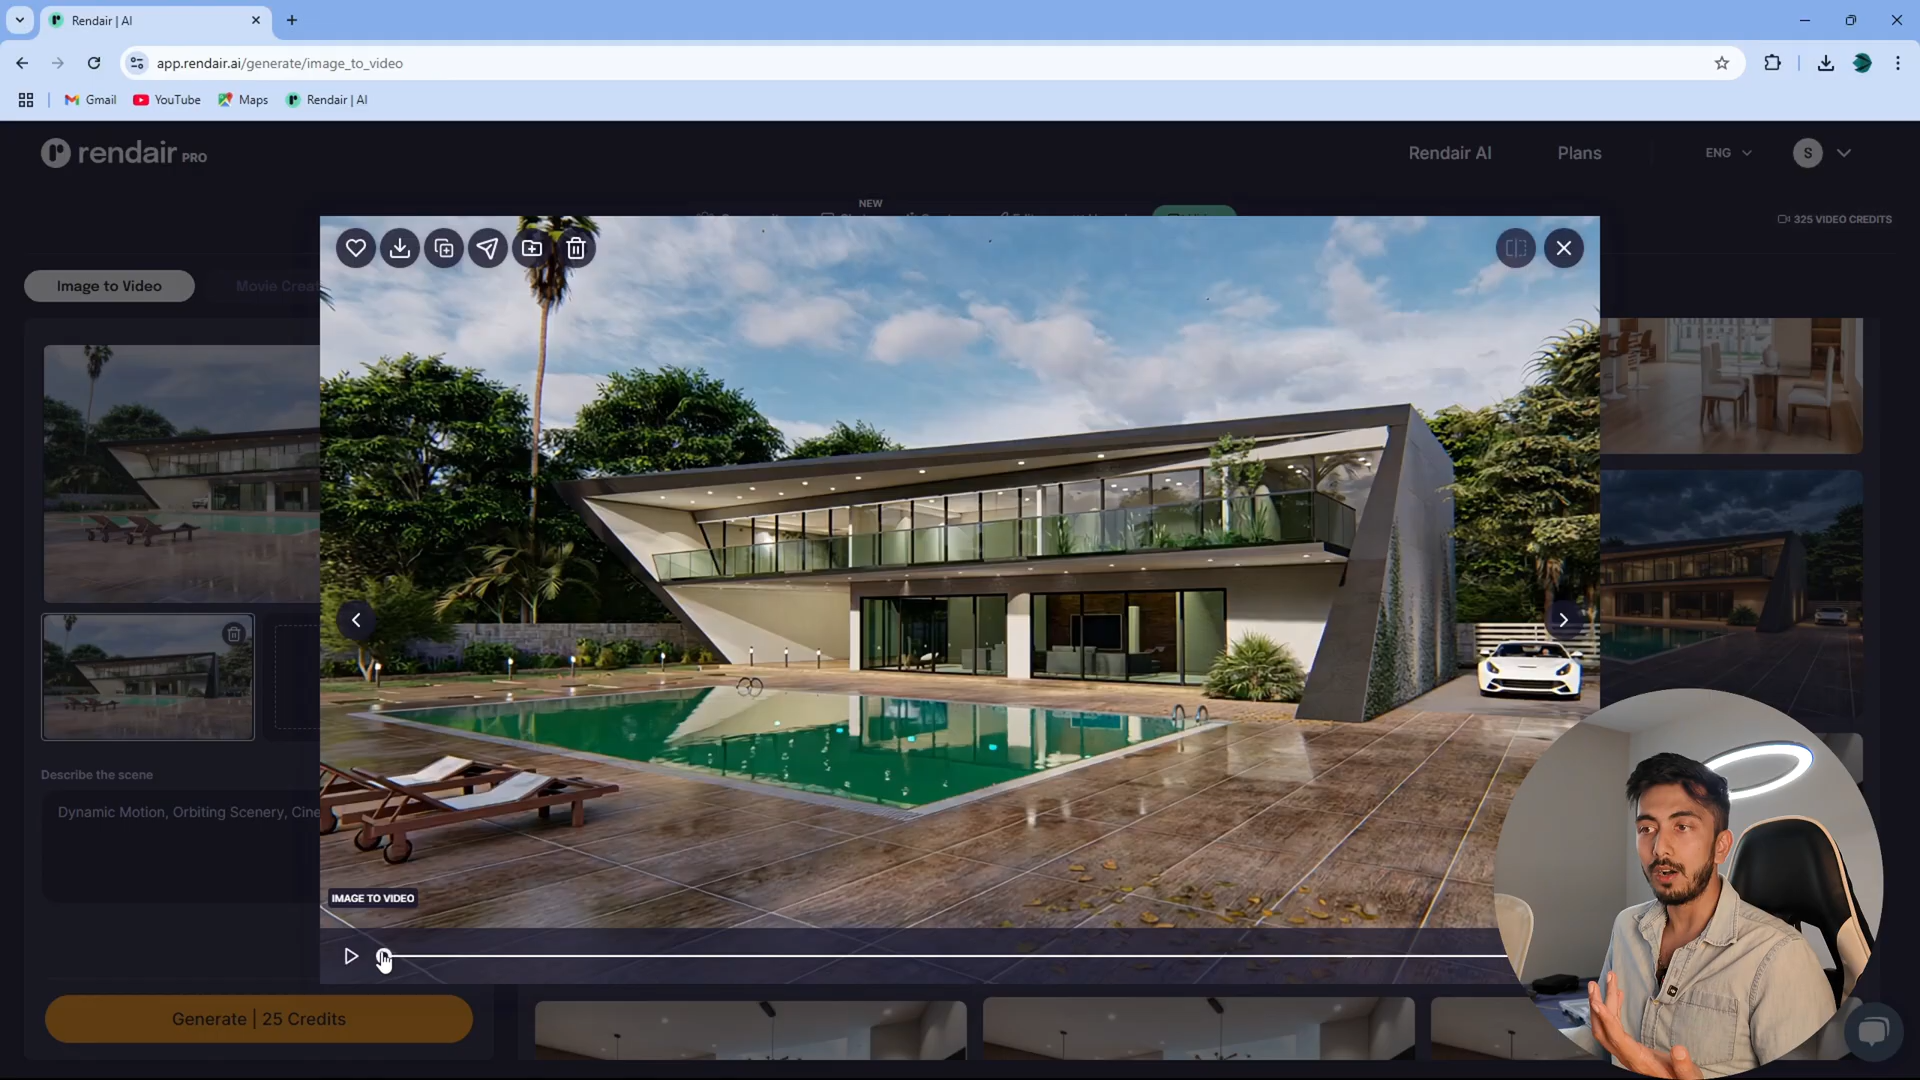 Rendair | AI
app.rendair.ai/generate/image_to_video
Gmail
YouTube
Maps
Rendair | AI
rendair PRO
Rendair AI
Plans
ENG
S
NEW
325 VIDEO CREDITS
Image to Video
Movie Creat
Describe the scene
Dynamic Motion, Orbiting Scenery, Cine
IMAGE TO VIDEO
Generate | 25 Credits